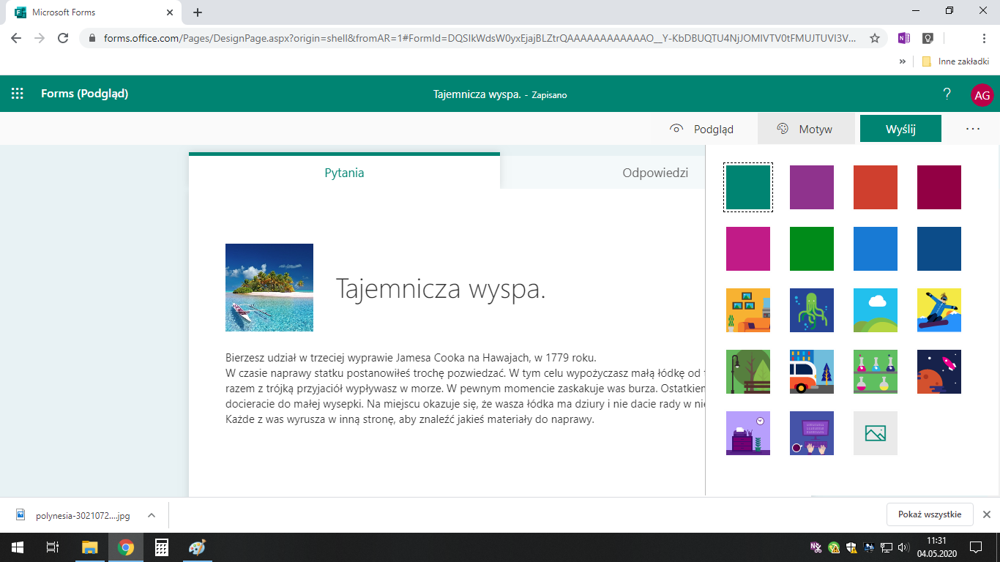 Microsoft Forms
forms.office.com/Pages/DesignPage.aspx?origin=shell&fromAR=1#FormId=DQSIkWdsW0yxEjajBLZtrQAAAAAAAAAAAAO__Y-KbDBUQTU4NjJOMlVTV0tFMUJTUVI3V...
» Inne zakładki
Forms (Podgląd)
Tajemnicza wyspa. - Zapisano
? AG
Podgląd Motyw Wyślij ...
Pytania Odpowiedzi
Tajemnicza wyspa.
Bierzesz udział w trzeciej wyprawie Jamesa Cooka na Hawajach, w 1779 roku.
W czasie naprawy statku postanowiłeś trochę pozwiedzać. W tym celu wypożyczasz małą łódkę od
razem z trójką przyjaciół wypływasz w morze. W pewnym momencie zaskakuje was burza. Ostatkien
docieracie do małej wysepki. Na miejscu okazuje się, że wasza łódka ma dziury i nie dacie rady w nie
Każde z was wyrusza w inną stronę, aby znaleźć jakieś materiały do naprawy.
polynesia-3021072....jpg
Pokaż wszystkie
11:31
04.05.2020